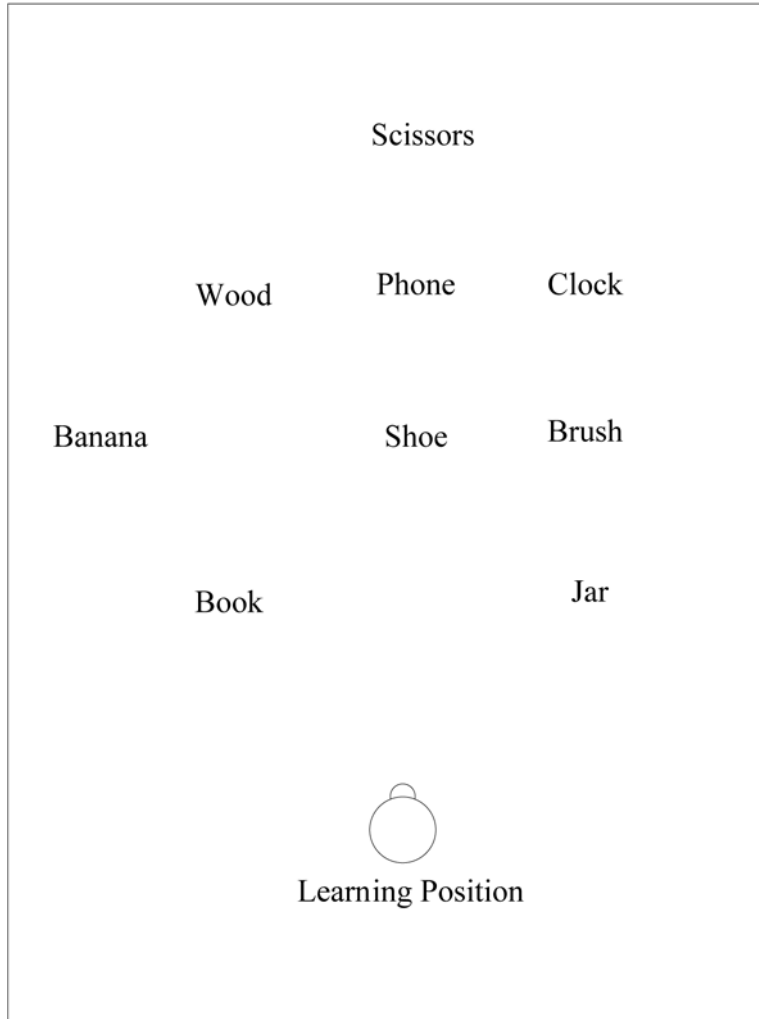 Scissors
Wood Phone Clock
Banana Shoe Brush
Book Jar
Learning Position